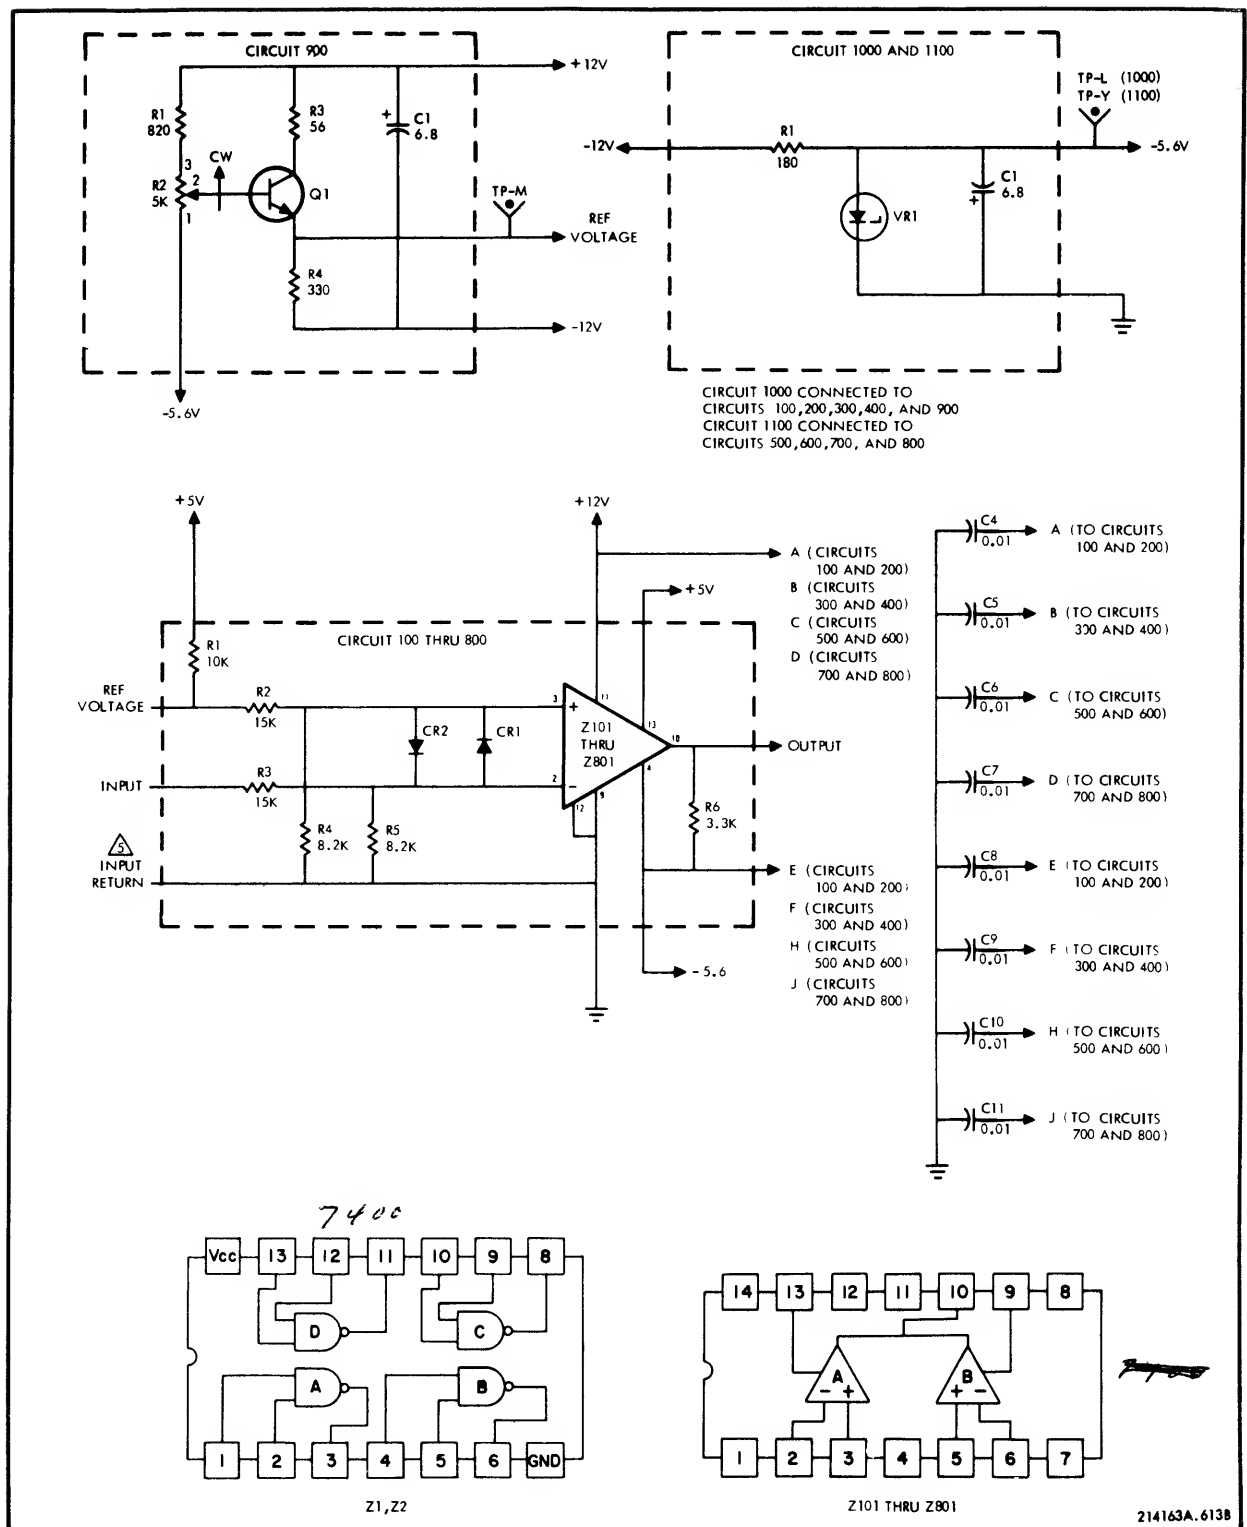 CIRCUIT 900
+12V
R1
820
R3
56
+
C1
6.8
CW
3
2
1
R2
5K
Q1
TP-M
REF
VOLTAGE
R4
330
-12V
-5.6V
CIRCUIT 1000 AND 1100
TP-L (1000)
TP-Y (1100)
-12V
R1
180
-5.6V
C1
6.8
+
VR1
CIRCUIT 1000 CONNECTED TO
CIRCUITS 100,200,300,400, AND 900
CIRCUIT 1100 CONNECTED TO
CIRCUITS 500,600,700, AND 800
+5V
+12V
A (CIRCUITS
100 AND 200)
+5V
B (CIRCUITS
300 AND 400)
C (CIRCUITS
500 AND 600)
D (CIRCUITS
700 AND 800)
CIRCUIT 100 THRU 800
R1
10K
REF
VOLTAGE
R2
15K
CR2
CR1
3
+
11
13
10
Z101
THRU
Z801
OUTPUT
INPUT
R3
15K
2
-
12
9
4
R4
8.2K
R5
8.2K
R6
3.3K
5
INPUT
RETURN
E (CIRCUITS
100 AND 200)
F (CIRCUITS
300 AND 400)
H (CIRCUITS
500 AND 600)
-5.6
J (CIRCUITS
700 AND 800)
C4
0.01
A (TO CIRCUITS
100 AND 200)
C5
0.01
B (TO CIRCUITS
300 AND 400)
C6
0.01
C (TO CIRCUITS
500 AND 600)
C7
0.01
D (TO CIRCUITS
700 AND 800)
C8
0.01
E (TO CIRCUITS
100 AND 200)
C9
0.01
F (TO CIRCUITS
300 AND 400)
C10
0.01
H (TO CIRCUITS
500 AND 600)
C11
0.01
J (TO CIRCUITS
700 AND 800)
7400
Vcc 13 12 11 10 9 8
D C
A B
1 2 3 4 5 6 GND
Z1,Z2
14 13 12 11 10 9 8
A B
- + + -
1 2 3 4 5 6 7
Z101 THRU Z801
214163A.613B